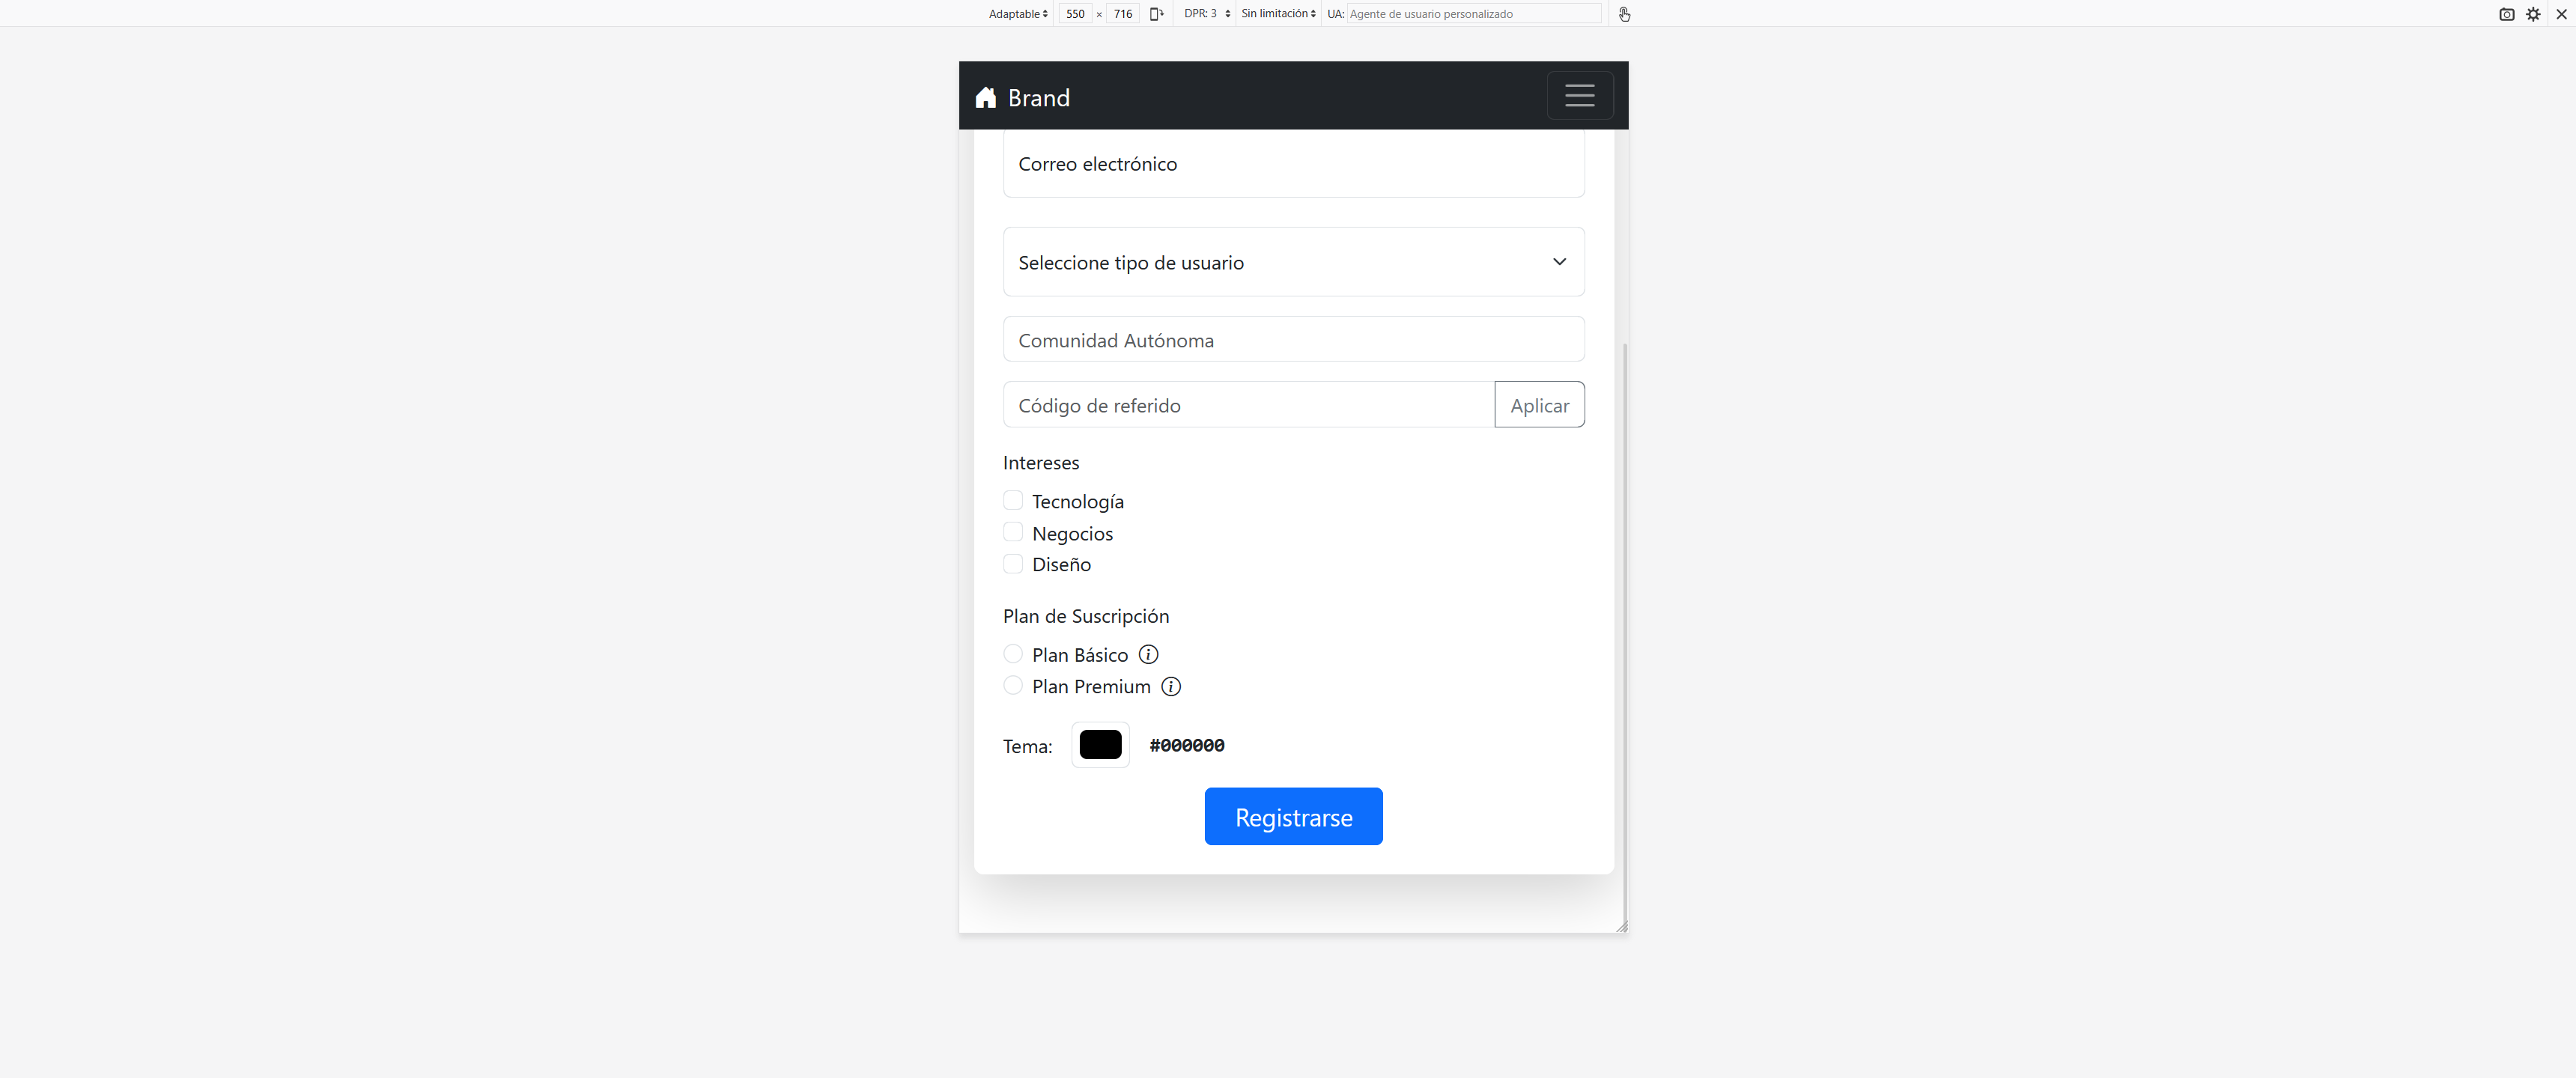 Adaptable 550 × 716 DPR: 3 Sin limitación UA: Agente de usuario personalizado
Brand
Correo electrónico
Seleccione tipo de usuario
Comunidad Autónoma
Código de referido Aplicar
Intereses
Tecnología
Negocios
Diseño
Plan de Suscripción
Plan Básico
Plan Premium
Tema: #000000
Registrarse